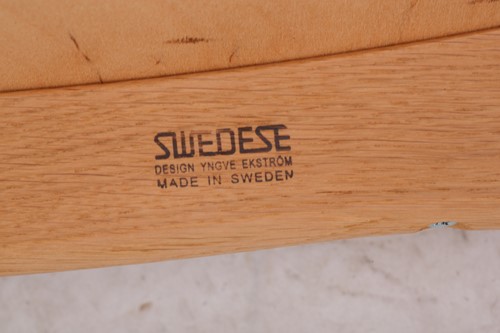 SWEDESE
DESIGN YNGVE EKSTRÖM
MADE IN SWEDEN